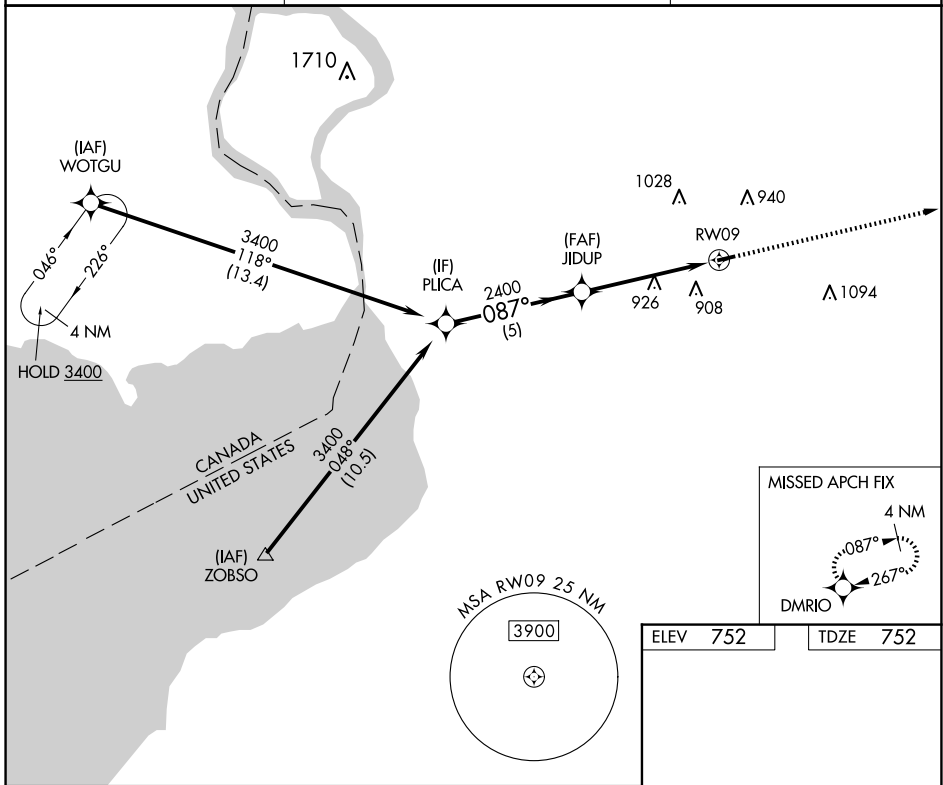 1710
(IAF)
WOTGU
1028
940
RW09
(FAF)
JIDUP
046°
226°
3400
118°
(13.4)
(IF)
PLICA
2400
087°
(5)
926
908
1094
4 NM
HOLD 3400
CANADA
UNITED STATES
3400
048°
(10.5)
(IAF)
ZOBSO
MISSED APCH FIX
4 NM
087°
267°
DMRIO
MSA RW09 25 NM
3900
ELEV 752
TDZE 752